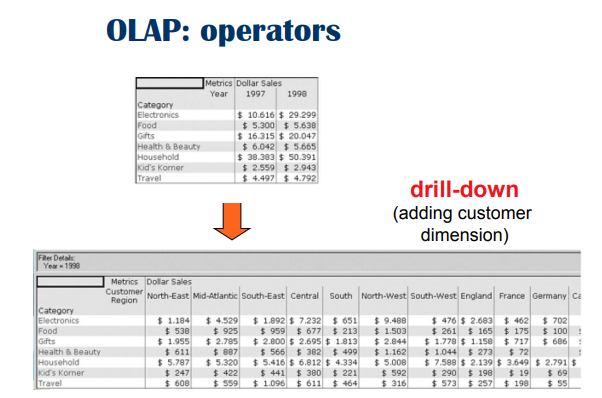 OLAP: operators
Metrics Dollar Sales
Year 1997 1998
Category
Electronics $ 10.616 $ 29.299
Food $ 5.300 $ 5.638
Gifts $ 16.315 $ 20.047
Health & Beauty $ 6.042 $ 5.665
Household $ 38.383 $ 50.391
Kid's Korner $ 2.559 $ 2.943
Travel $ 4.497 $ 4.792
drill-down
(adding customer
dimension)
Filter Details:
Year = 1998
Metrics Dollar Sales
Customer Region North-East Mid-Atlantic South-East Central South North-West South-West England France Germany Ca
Category
Electronics $ 1.184 $ 4.529 $ 1.892 $ 7.232 $ 651 $ 9.488 $ 476 $ 2.683 $ 462 $ 702
Food $ 538 $ 925 $ 959 $ 677 $ 213 $ 1.503 $ 261 $ 165 $ 175 $ 100 $
Gifts $ 1.955 $ 2.785 $ 2.800 $ 2.695 $ 1.813 $ 2.844 $ 1.778 $ 1.158 $ 717 $ 686 $
Health & Beauty $ 611 $ 887 $ 566 $ 382 $ 499 $ 1.162 $ 1.044 $ 273 $ 72
Household $ 5.787 $ 5.320 $ 5.416 $ 6.812 $ 4.334 $ 5.008 $ 7.588 $ 2.139 $ 3.649 $ 2.791 $
Kid's Korner $ 247 $ 422 $ 441 $ 380 $ 221 $ 592 $ 290 $ 198 $ 19 $ 69
Travel $ 608 $ 559 $ 1.096 $ 611 $ 464 $ 316 $ 573 $ 257 $ 198 $ 55